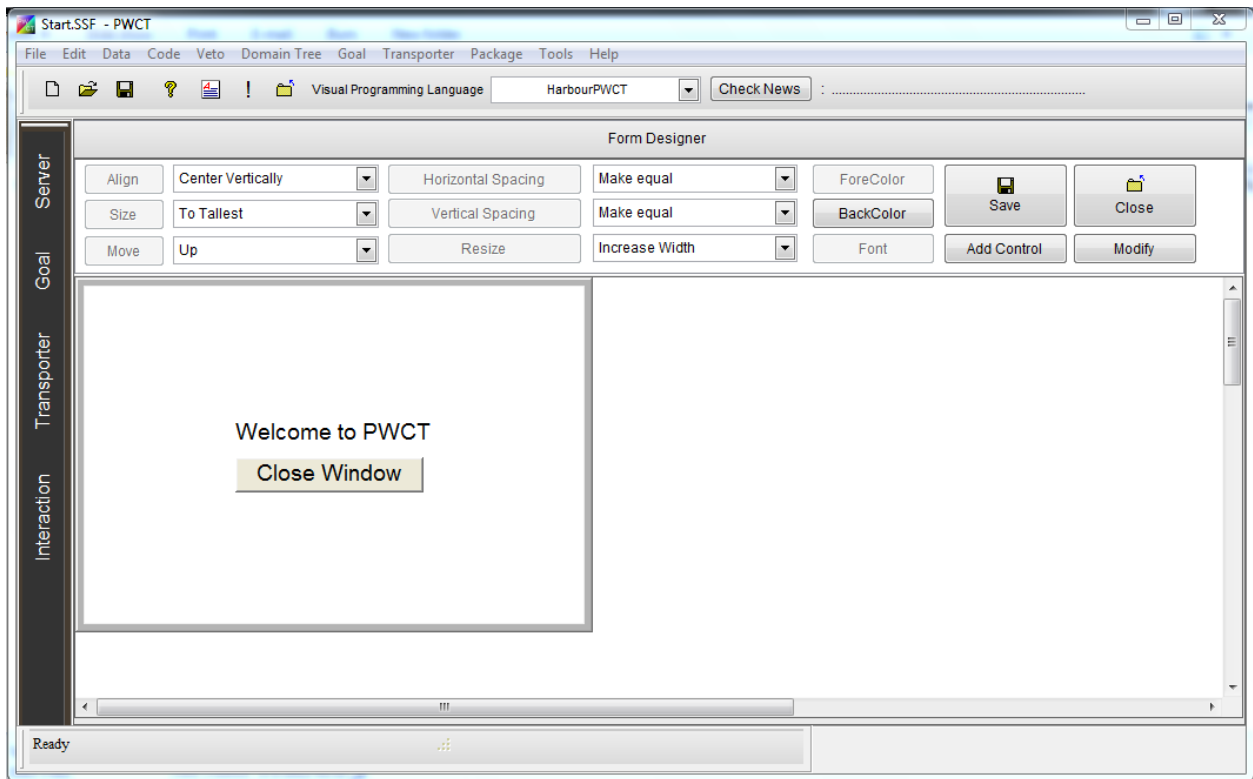 Start.SSF - PWCT
File Edit Data Code Veto Domain Tree Goal Transporter Package Tools Help
Visual Programming Language HarbourPWCT Check News : ................................................................................
Form Designer
Align Center Vertically Horizontal Spacing Make equal ForeColor Save Close
Size To Tallest Vertical Spacing Make equal BackColor
Move Up Resize Increase Width Font Add Control Modify
Server
Goal
Transporter
Interaction
Welcome to PWCT
Close Window
Ready